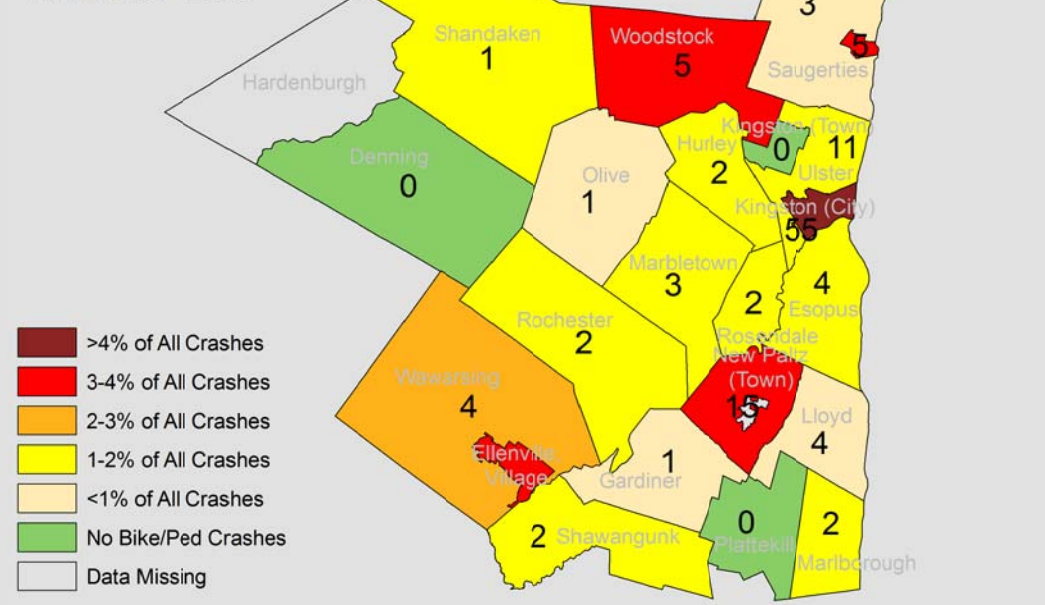 3
Shandaken
1
Woodstock
5
5
Saugerties
Hardenburgh
Kingston (Town)
Hurley
0
11
Denning
0
Olive
1
2
Ulster
Kingston (City)
55
Marbletown
3
4
2
Esopus
Rochester
2
Rosendale
New Paltz
(Town)
Wawarsing
4
15
Lloyd
4
Ellenville
Village
1
Gardiner
2
Shawangunk
0
Plattekill
2
Marlborough
>4% of All Crashes
3-4% of All Crashes
2-3% of All Crashes
1-2% of All Crashes
<1% of All Crashes
No Bike/Ped Crashes
Data Missing